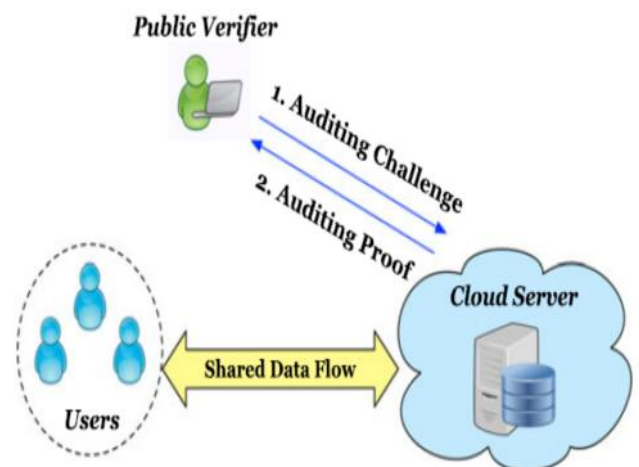 Public Verifier
1. Auditing Challenge
2. Auditing Proof
Cloud Server
Shared Data Flow
Users